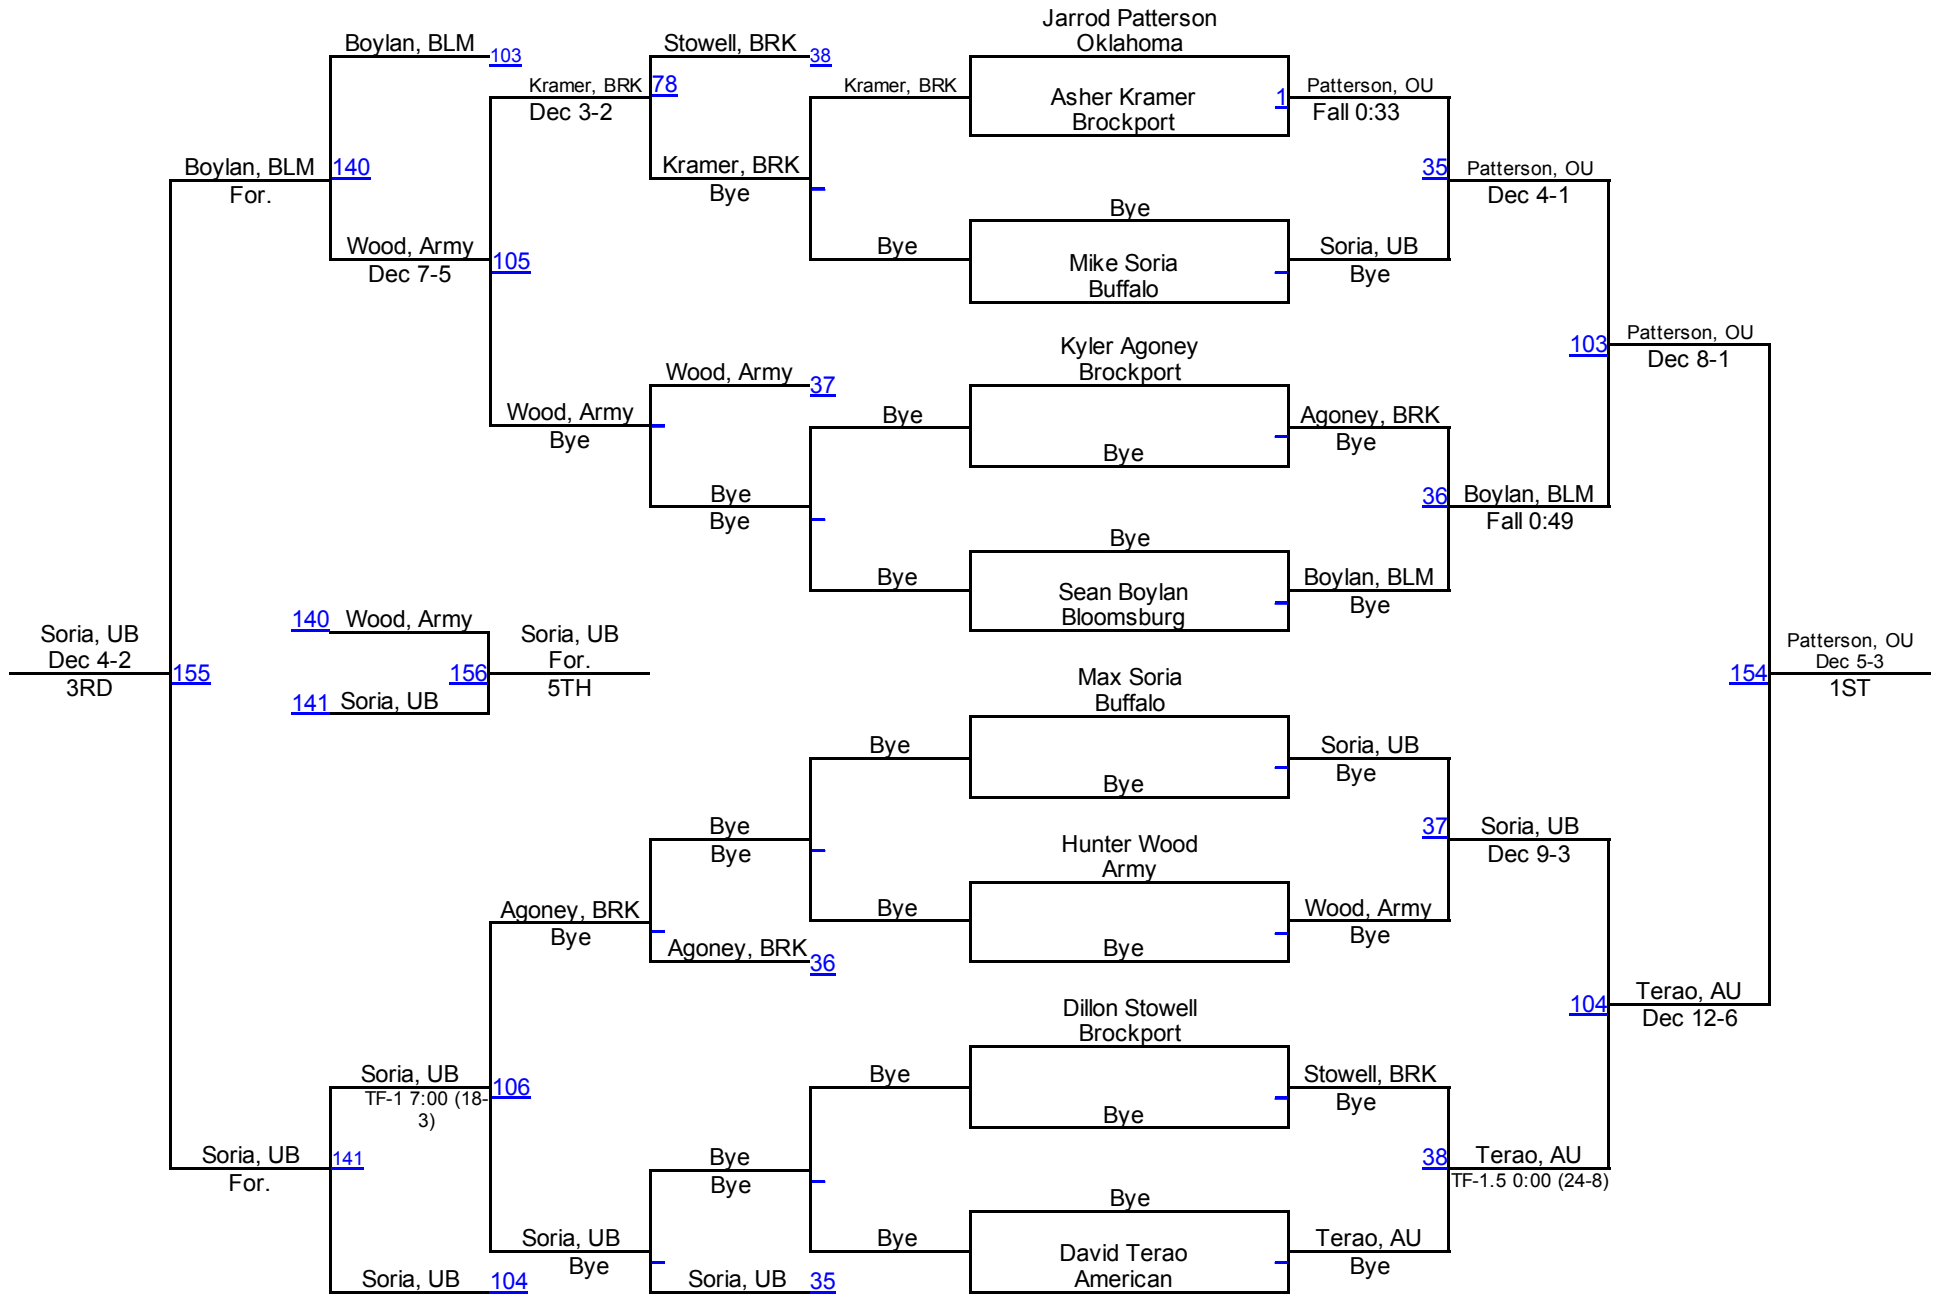 Jarrod Patterson
Oklahoma
Boylan, BLM
103
Stowell, BRK
38
Kramer, BRK
78
Dec 3-2
Kramer, BRK
Asher Kramer
Brockport
1
Patterson, OU
Fall 0:33
Boylan, BLM
140
For.
Kramer, BRK
Bye
35
Patterson, OU
Dec 4-1
Bye
Wood, Army
105
Dec 7-5
Bye
Mike Soria
Buffalo
Soria, UB
Bye
Kyler Agoney
Brockport
103
Patterson, OU
Dec 8-1
Wood, Army
37
Wood, Army
Bye
Bye
Bye
Agoney, BRK
Bye
Bye
Bye
36
Boylan, BLM
Fall 0:49
Bye
Bye
Sean Boylan
Bloomsburg
Boylan, BLM
Bye
140
Wood, Army
Soria, UB
Dec 4-2
3RD
155
156
Soria, UB
For.
5TH
141
Soria, UB
154
Patterson, OU
Dec 5-3
1ST
Max Soria
Buffalo
Bye
Bye
Soria, UB
Bye
Bye
Bye
Hunter Wood
Army
37
Soria, UB
Dec 9-3
Agoney, BRK
Bye
Agoney, BRK
36
Bye
Bye
Wood, Army
Bye
Dillon Stowell
Brockport
104
Terao, AU
Dec 12-6
Soria, UB
TF-1 7:00 (18-
3)
106
Bye
Bye
Stowell, BRK
Bye
Soria, UB
141
For.
Bye
Bye
38
Terao, AU
TF-1.5 0:00 (24-8)
Bye
Soria, UB
Bye
Bye
David Terao
American
Terao, AU
Bye
Soria, UB
104
Soria, UB
35